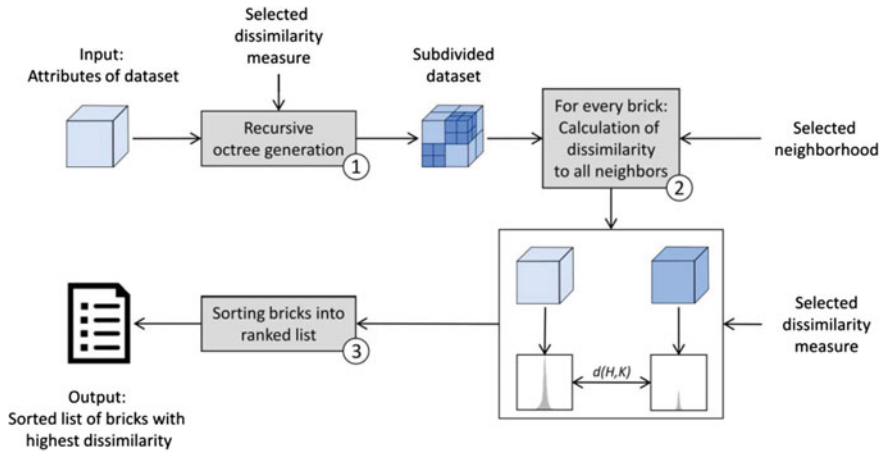 Input:
Attributes of dataset
Selected
dissimilarity
measure
Recursive
octree generation
1
Subdivided
dataset
For every brick:
Calculation of
dissimilarity
to all neighbors
2
Selected
neighborhood
Selected
dissimilarity
measure
d(H,K)
Sorting bricks into
ranked list
3
Output:
Sorted list of bricks with
highest dissimilarity